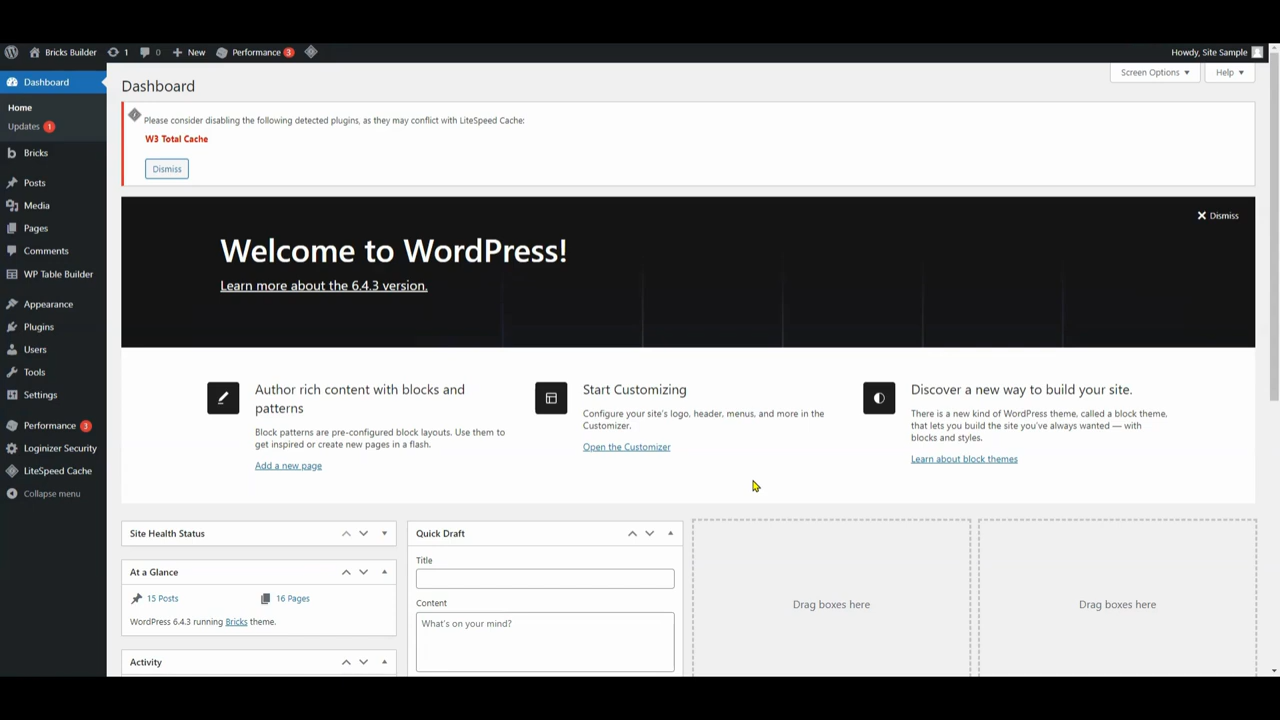 Bricks Builder 1 0 New Performance 3 Howdy, Site Sample
Dashboard
Home
Updates 1
Bricks
Posts
Media
Pages
Comments
WP Table Builder
Appearance
Plugins
Users
Tools
Settings
Performance 3
Loginizer Security
LiteSpeed Cache
Collapse menu
Screen Options Help
Dashboard
Please consider disabling the following detected plugins, as they may conflict with LiteSpeed Cache:
W3 Total Cache
Dismiss
Dismiss
Welcome to WordPress!
Learn more about the 6.4.3 version.
Author rich content with blocks and
patterns
Block patterns are pre-configured block layouts. Use them to
get inspired or create new pages in a flash.
Add a new page
Start Customizing
Configure your site's logo, header, menus, and more in the
Customizer.
Open the Customizer
Discover a new way to build your site.
There is a new kind of WordPress theme, called a block theme,
that lets you build the site you've always wanted — with
blocks and styles.
Learn about block themes
Site Health Status
At a Glance
15 Posts 16 Pages
WordPress 6.4.3 running Bricks theme.
Activity
Quick Draft
Title
Content
What's on your mind?
Drag boxes here
Drag boxes here